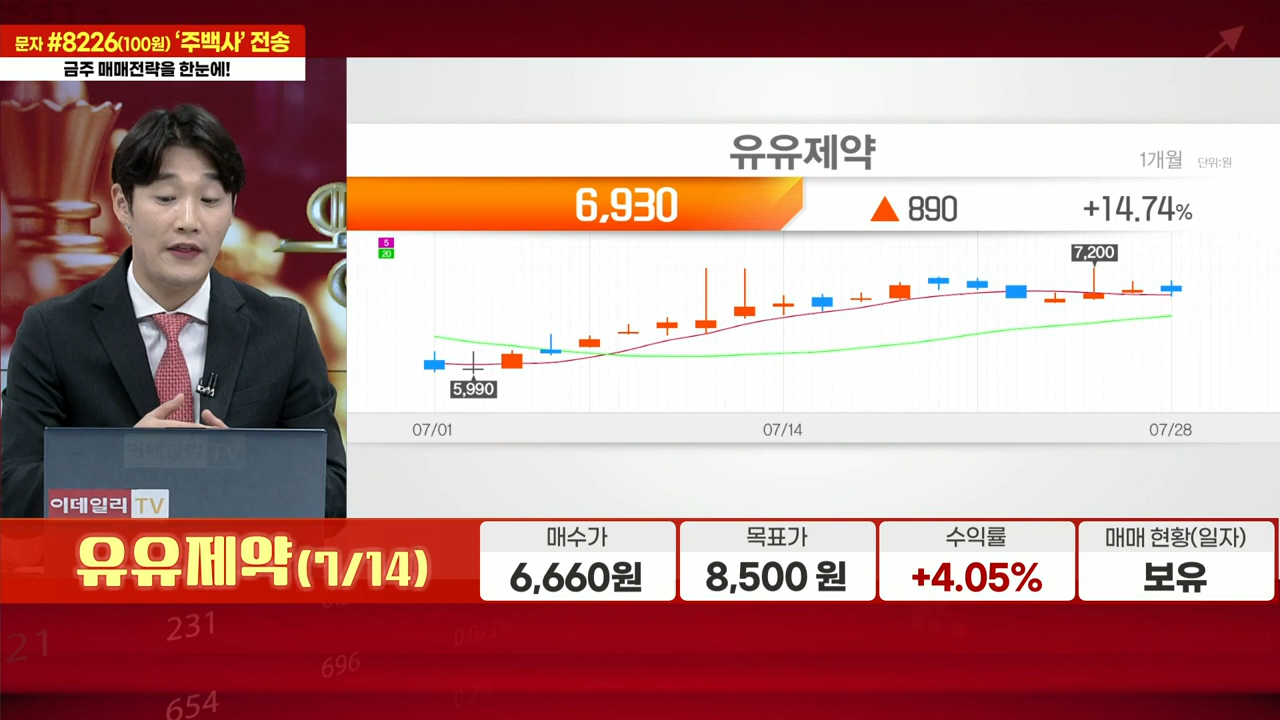 문자 #8226(100원) '주백사' 전송
금주 매매전략을 한눈에!
유유제약
1개월 단위:원
6,930 ▲ 890 +14.74%
5
20
7,200
5,990
07/01 07/14 07/28
이데일리 TV
유유제약(7/14)
매수가 목표가 수익률 매매 현황(일자)
6,660원 8,500 원 +4.05% 보유
231
21
696
0.023%
654